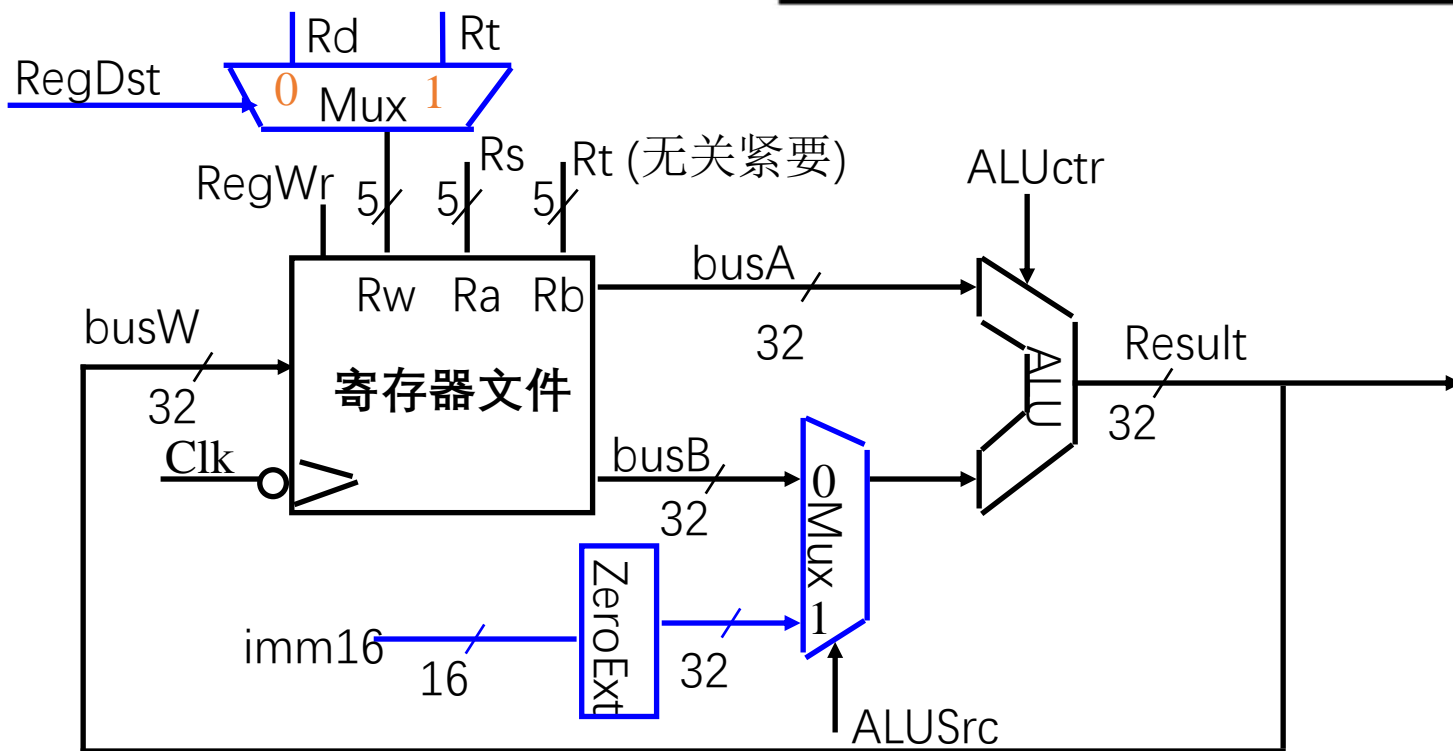 Rd
Rt
RegDst
0
Mux
1
Rs
Rt (无关紧要)
RegWr
5
5
5
ALUctr
Rw
Ra
Rb
busA
32
busW
32
寄存器文件
ALU
Result
32
Clk
busB
32
0
Mux
1
imm16
16
ZeroExt
32
ALUSrc